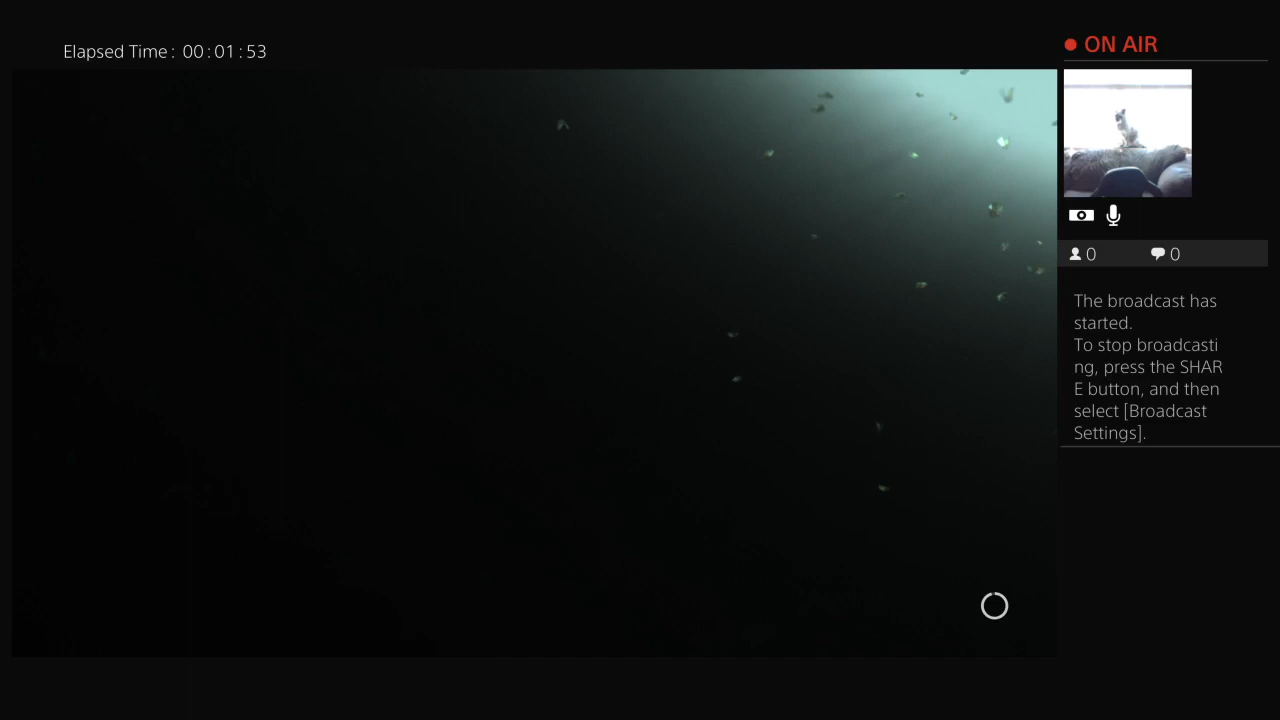 Elapsed Time : 00:01:53
ON AIR
0 0
The broadcast has
started.
To stop broadcasti
ng, press the SHAR
E button, and then
select [Broadcast
Settings].